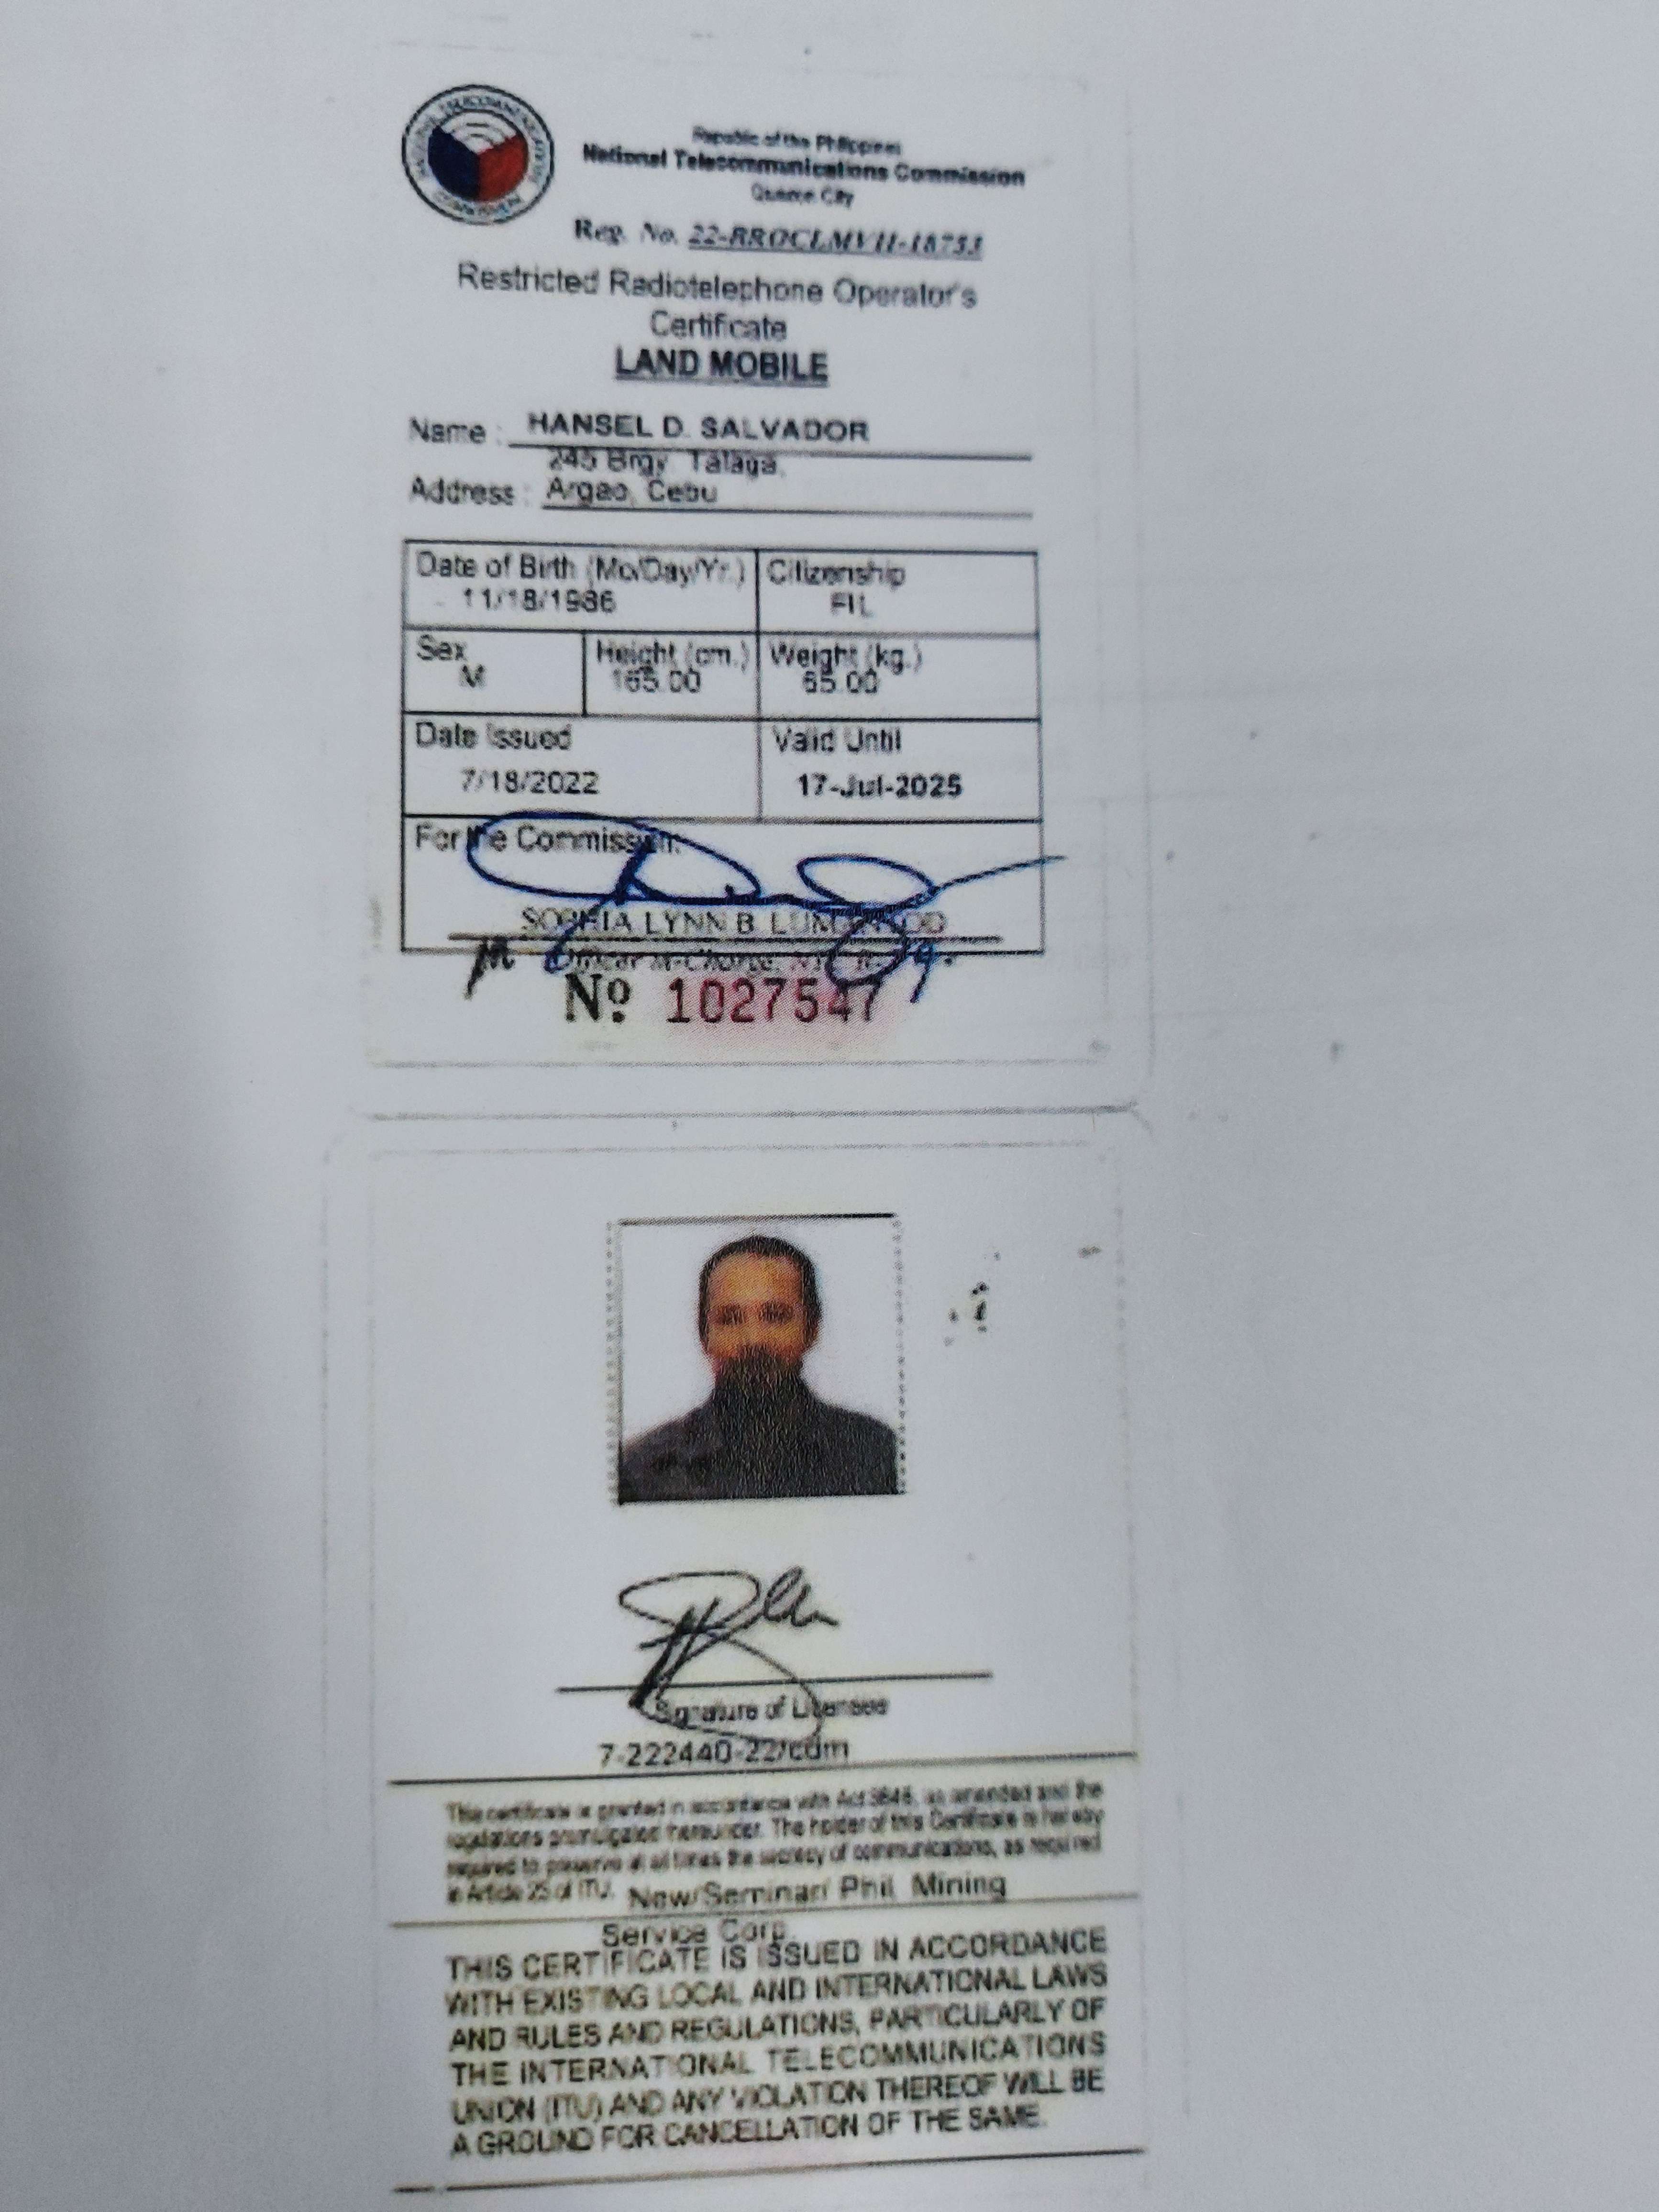 Republic of the Philippines
National Telecommunications Commission
Quezon City
Reg. No. 22-RROCLMVII-18753
Restricted Radiotelephone Operator's
Certificate
LAND MOBILE
Name : HANSEL D. SALVADOR
245 Brgy. Talaga,
Address : Argao, Cebu
Date of Birth (Mo/Day/Yr.) Citizenship
11/18/1986 FIL
Sex Height (cm.) Weight (kg.)
M 165.00 65.00
Date Issued Valid Until
7/18/2022 17-Jul-2025
For the Commission:
SOPHIA LYNN B.
Officer In-Charge,
Nº 1027547
Signature of Licensee
7-222440-22/cdm
This certificate is granted in accordance with Act 3846, as amended and the
regulations promulgated thereunder. The holder of this Certificate is hereby
required to preserve at all times the secrecy of communications, as required
in Article 25 of ITU. New/Seminar/ Phil. Mining
Service Corp.
THIS CERTIFICATE IS ISSUED IN ACCORDANCE
WITH EXISTING LOCAL AND INTERNATIONAL LAWS
AND RULES AND REGULATIONS, PARTICULARLY OF
THE INTERNATIONAL TELECOMMUNICATIONS
UNION (ITU) AND ANY VIOLATION THEREOF WILL BE
A GROUND FOR CANCELLATION OF THE SAME.